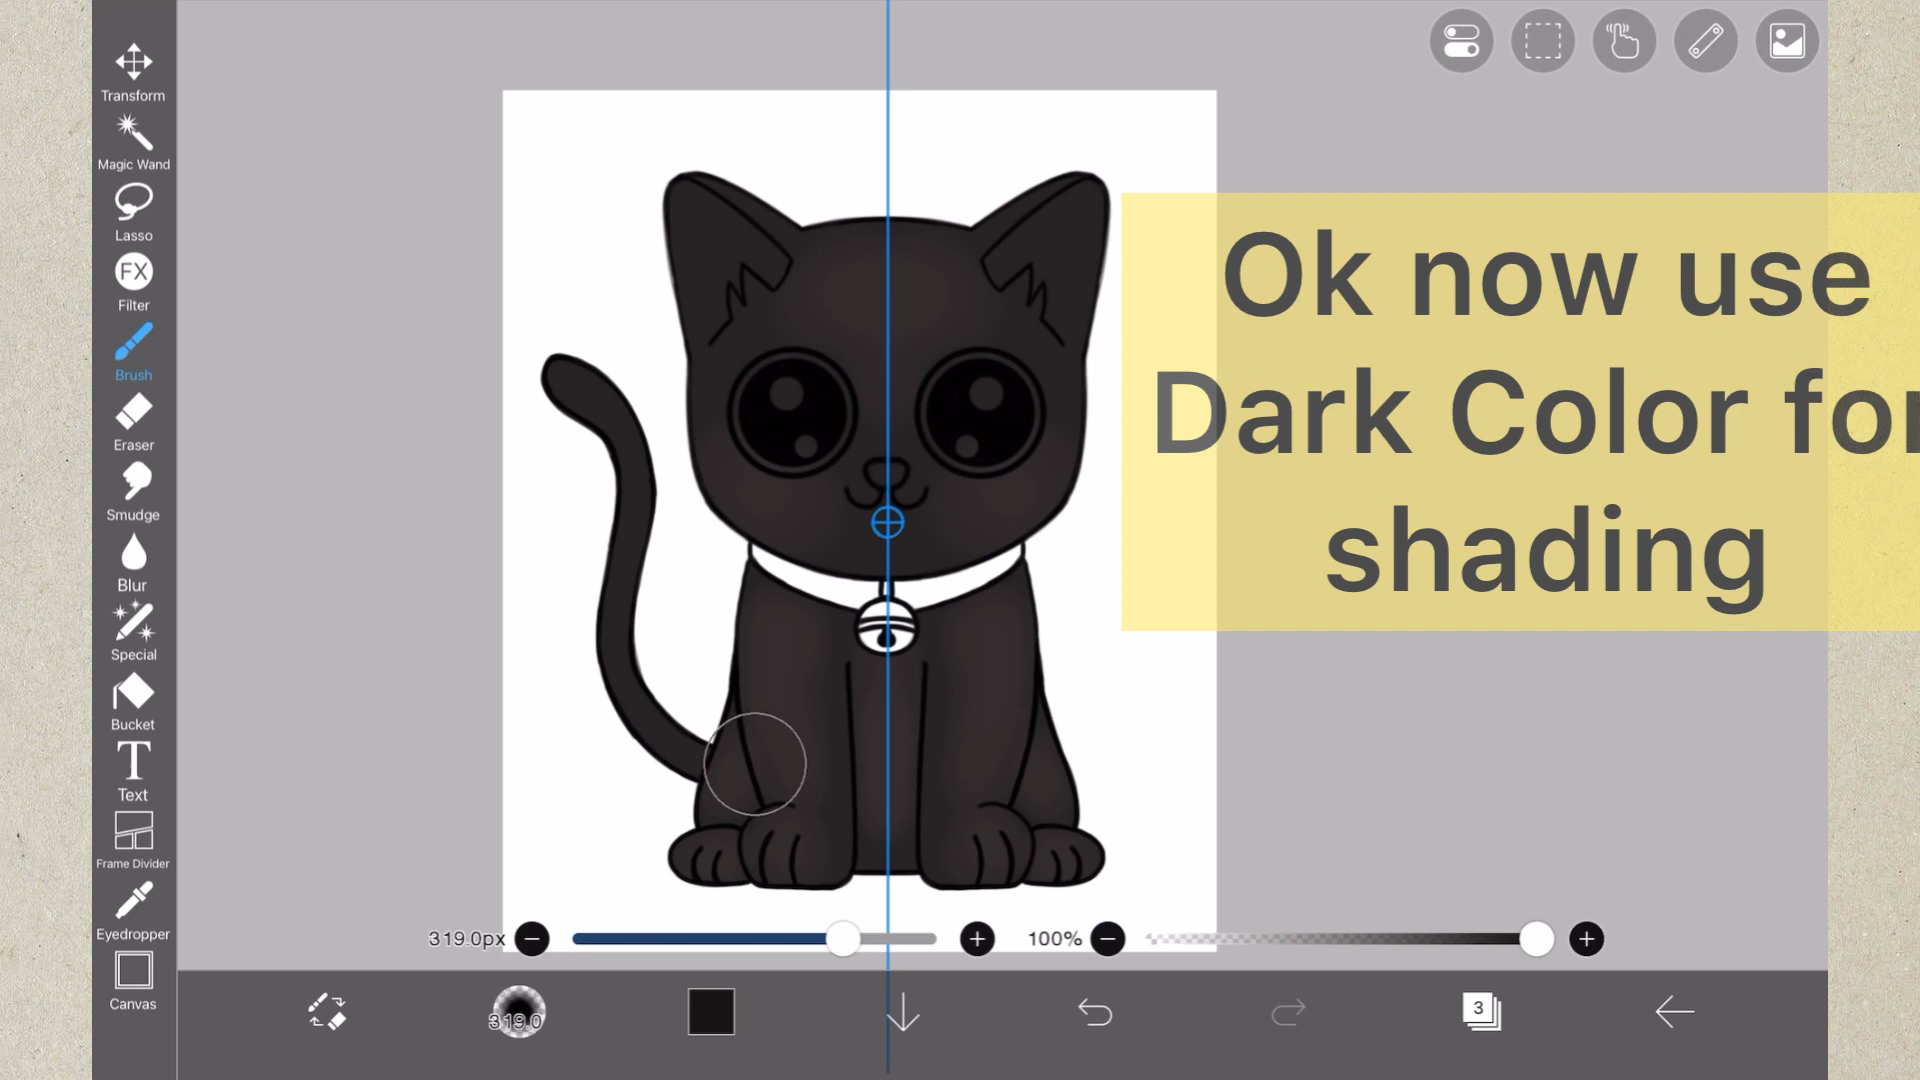 Transform
Magic Wand
Lasso
FX
Filter
Brush
Eraser
Smudge
Blur
Special
Bucket
T
Text
Frame Divider
Eyedropper
Canvas
Ok now use
Dark Color for
shading
319.0px
100%
319.0
3